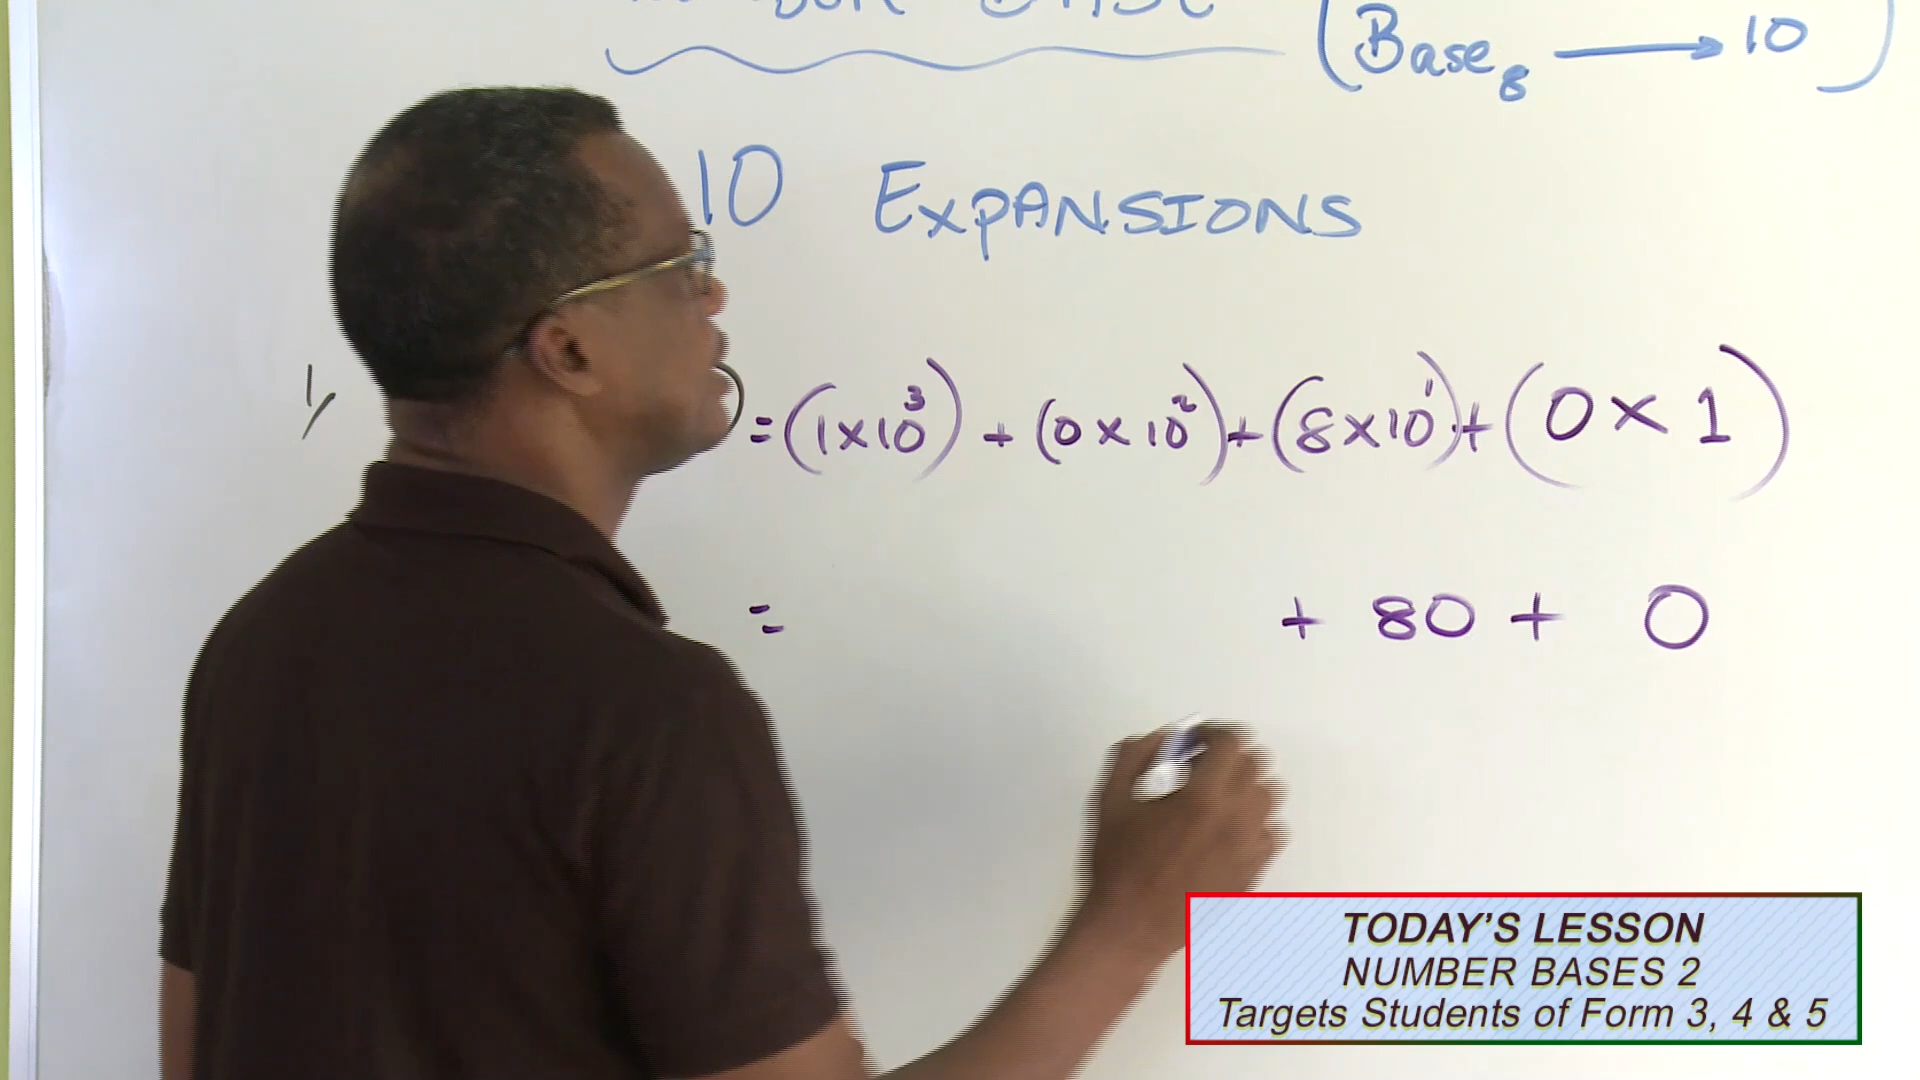 (Base₈ → 10)
10 EXPANSIONS
1/ ) = (1 × 10³) + (0 × 10²) + (8 × 10¹) + (0 × 1)
= + 80 + 0
TODAY'S LESSON
NUMBER BASES 2
Targets Students of Form 3, 4 & 5